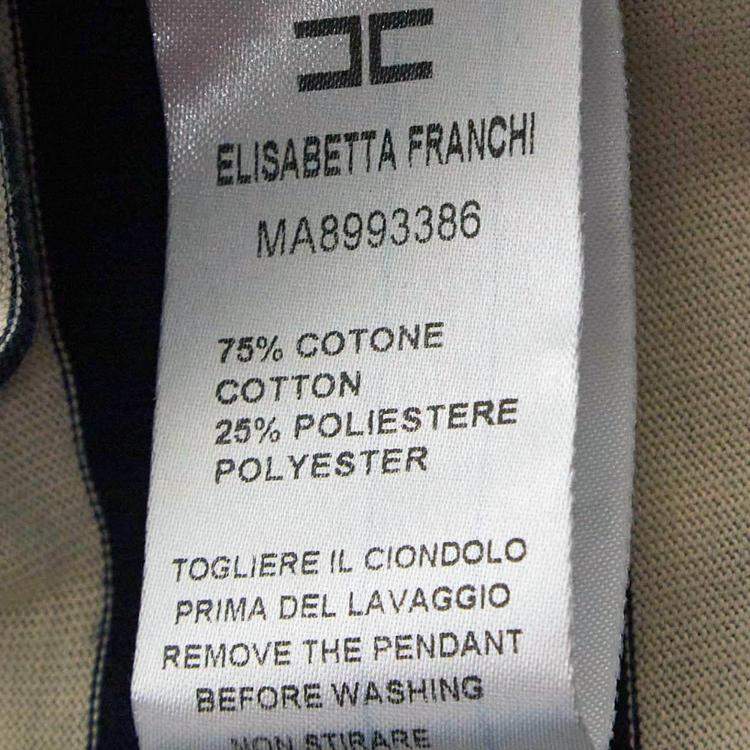 ELISABETTA FRANCHI
MA8993386
75% COTONE
COTTON
25% POLIESTERE
POLYESTER
TOGLIERE IL CIONDOLO
PRIMA DEL LAVAGGIO
REMOVE THE PENDANT
BEFORE WASHING
NON STIRARE